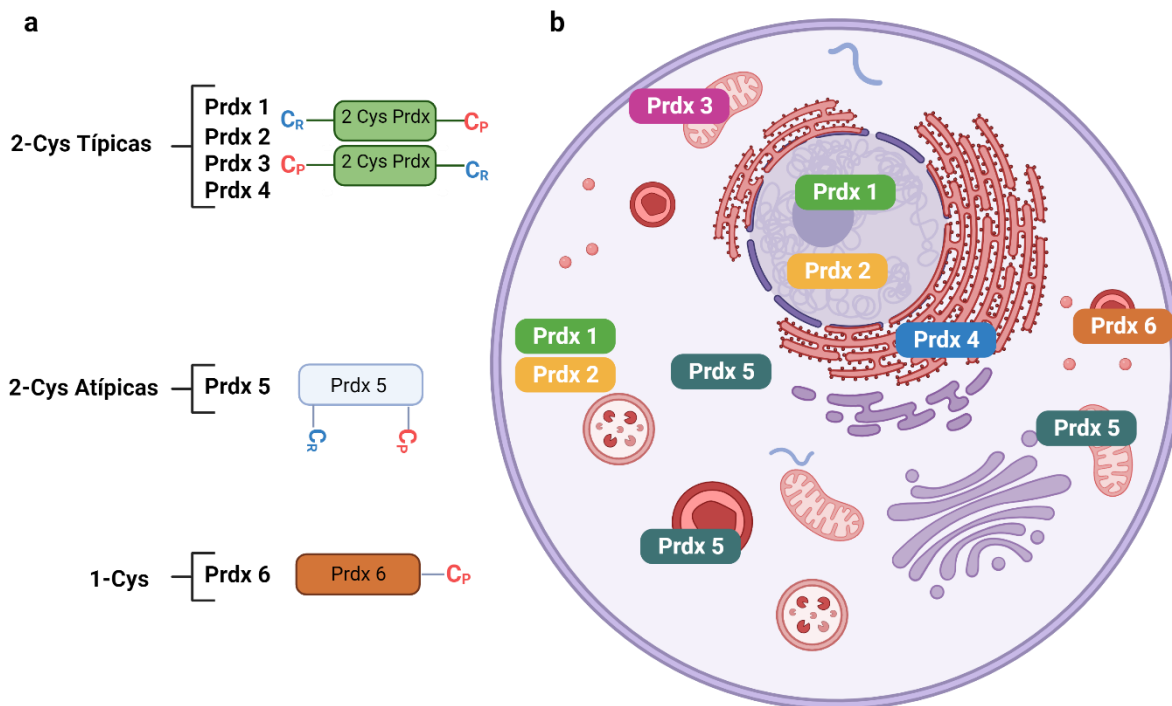 a
2-Cys Típicas
Prdx 1
Prdx 2
Prdx 3
Prdx 4
CR 2 Cys Prdx CP
CP 2 Cys Prdx CR
2-Cys Atípicas
Prdx 5
Prdx 5
CR CP
1-Cys
Prdx 6
Prdx 6 CP
b
Prdx 3
Prdx 1
Prdx 2
Prdx 1
Prdx 2
Prdx 4
Prdx 6
Prdx 5
Prdx 5
Prdx 5